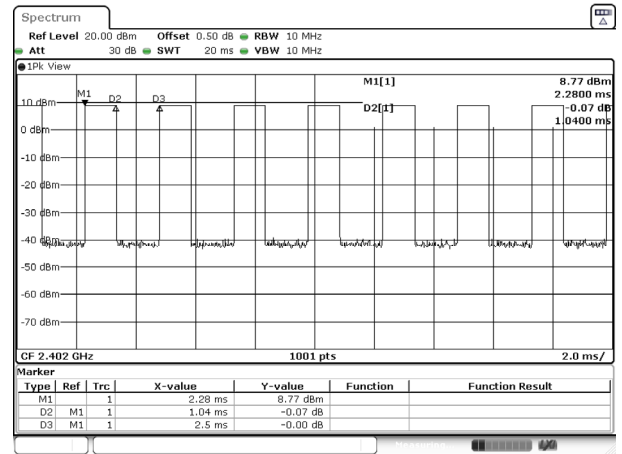 Spectrum
Ref Level 20.00 dBm Offset 0.50 dB RBW 10 MHz
Att 30 dB SWT 20 ms VBW 10 MHz
1Pk View
M1[1] 8.77 dBm
2.2800 ms
D2[1] -0.07 dB
1.0400 ms
M1 D2 D3
10 dBm
0 dBm
-10 dBm
-20 dBm
-30 dBm
-40 dBm
-50 dBm
-60 dBm
-70 dBm
CF 2.402 GHz 1001 pts 2.0 ms/
Marker
Type Ref Trc X-value Y-value Function Function Result
M1 1 2.28 ms 8.77 dBm
D2 M1 1 1.04 ms -0.07 dB
D3 M1 1 2.5 ms -0.00 dB